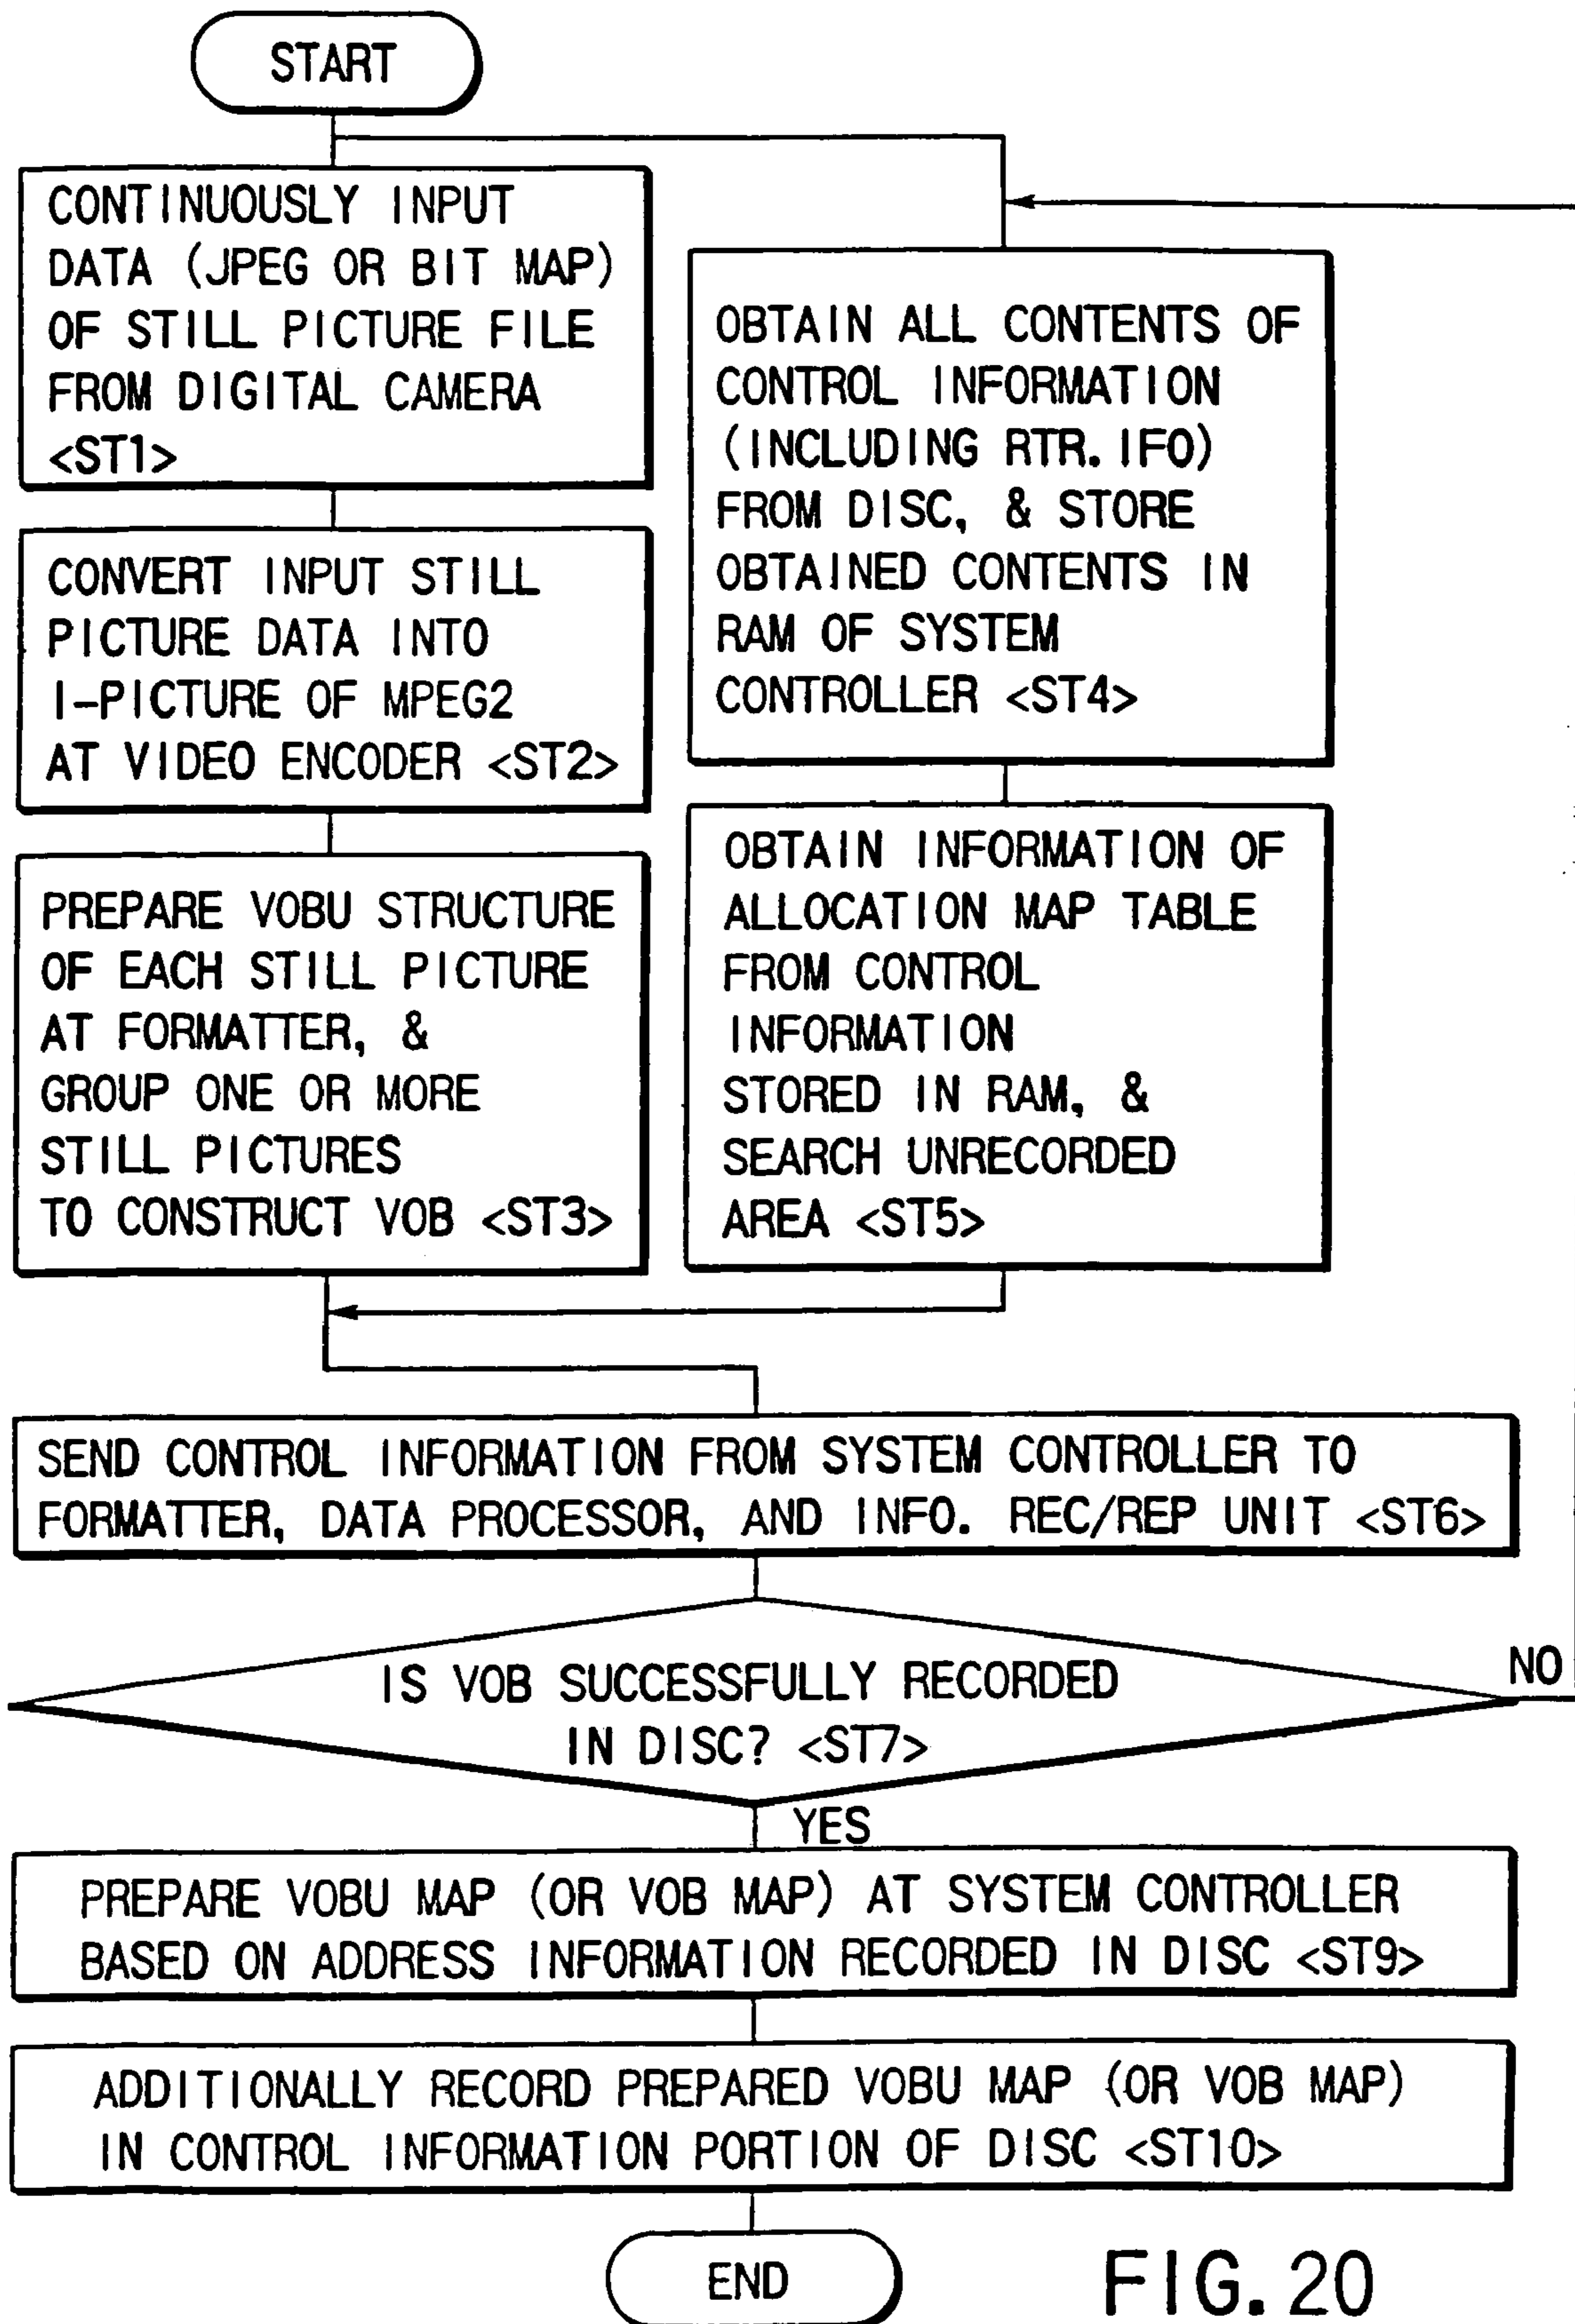 START
CONTINUOUSLY INPUT
DATA (JPEG OR BIT MAP)
OF STILL PICTURE FILE
FROM DIGITAL CAMERA
<ST1>
CONVERT INPUT STILL
PICTURE DATA INTO
I-PICTURE OF MPEG2
AT VIDEO ENCODER <ST2>
PREPARE VOBU STRUCTURE
OF EACH STILL PICTURE
AT FORMATTER, &
GROUP ONE OR MORE
STILL PICTURES
TO CONSTRUCT VOB <ST3>
OBTAIN ALL CONTENTS OF
CONTROL INFORMATION
(INCLUDING RTR. IFO)
FROM DISC, & STORE
OBTAINED CONTENTS IN
RAM OF SYSTEM
CONTROLLER <ST4>
OBTAIN INFORMATION OF
ALLOCATION MAP TABLE
FROM CONTROL
INFORMATION
STORED IN RAM, &
SEARCH UNRECORDED
AREA <ST5>
SEND CONTROL INFORMATION FROM SYSTEM CONTROLLER TO
FORMATTER, DATA PROCESSOR, AND INFO. REC/REP UNIT <ST6>
IS VOB SUCCESSFULLY RECORDED
IN DISC? <ST7>
NO
YES
PREPARE VOBU MAP (OR VOB MAP) AT SYSTEM CONTROLLER
BASED ON ADDRESS INFORMATION RECORDED IN DISC <ST9>
ADDITIONALLY RECORD PREPARED VOBU MAP (OR VOB MAP)
IN CONTROL INFORMATION PORTION OF DISC <ST10>
END
FIG. 20